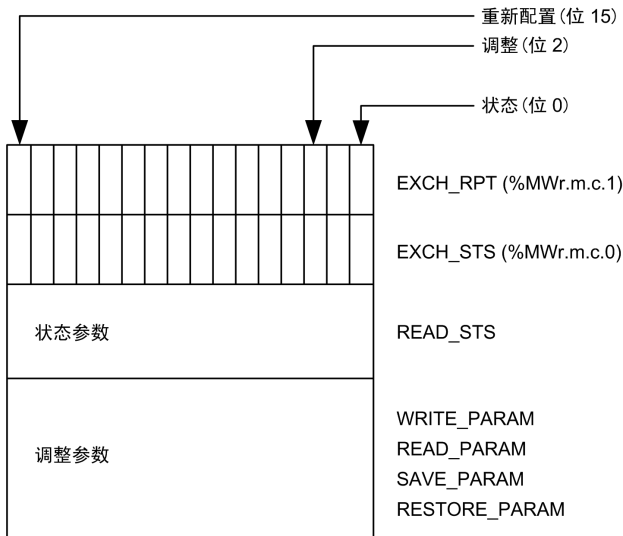 重新配置(位 15)
调整(位 2)
状态(位 0)
EXCH_RPT (%MWr.m.c.1)
EXCH_STS (%MWr.m.c.0)
状态参数 READ_STS
WRITE_PARAM
READ_PARAM
调整参数
SAVE_PARAM
RESTORE_PARAM